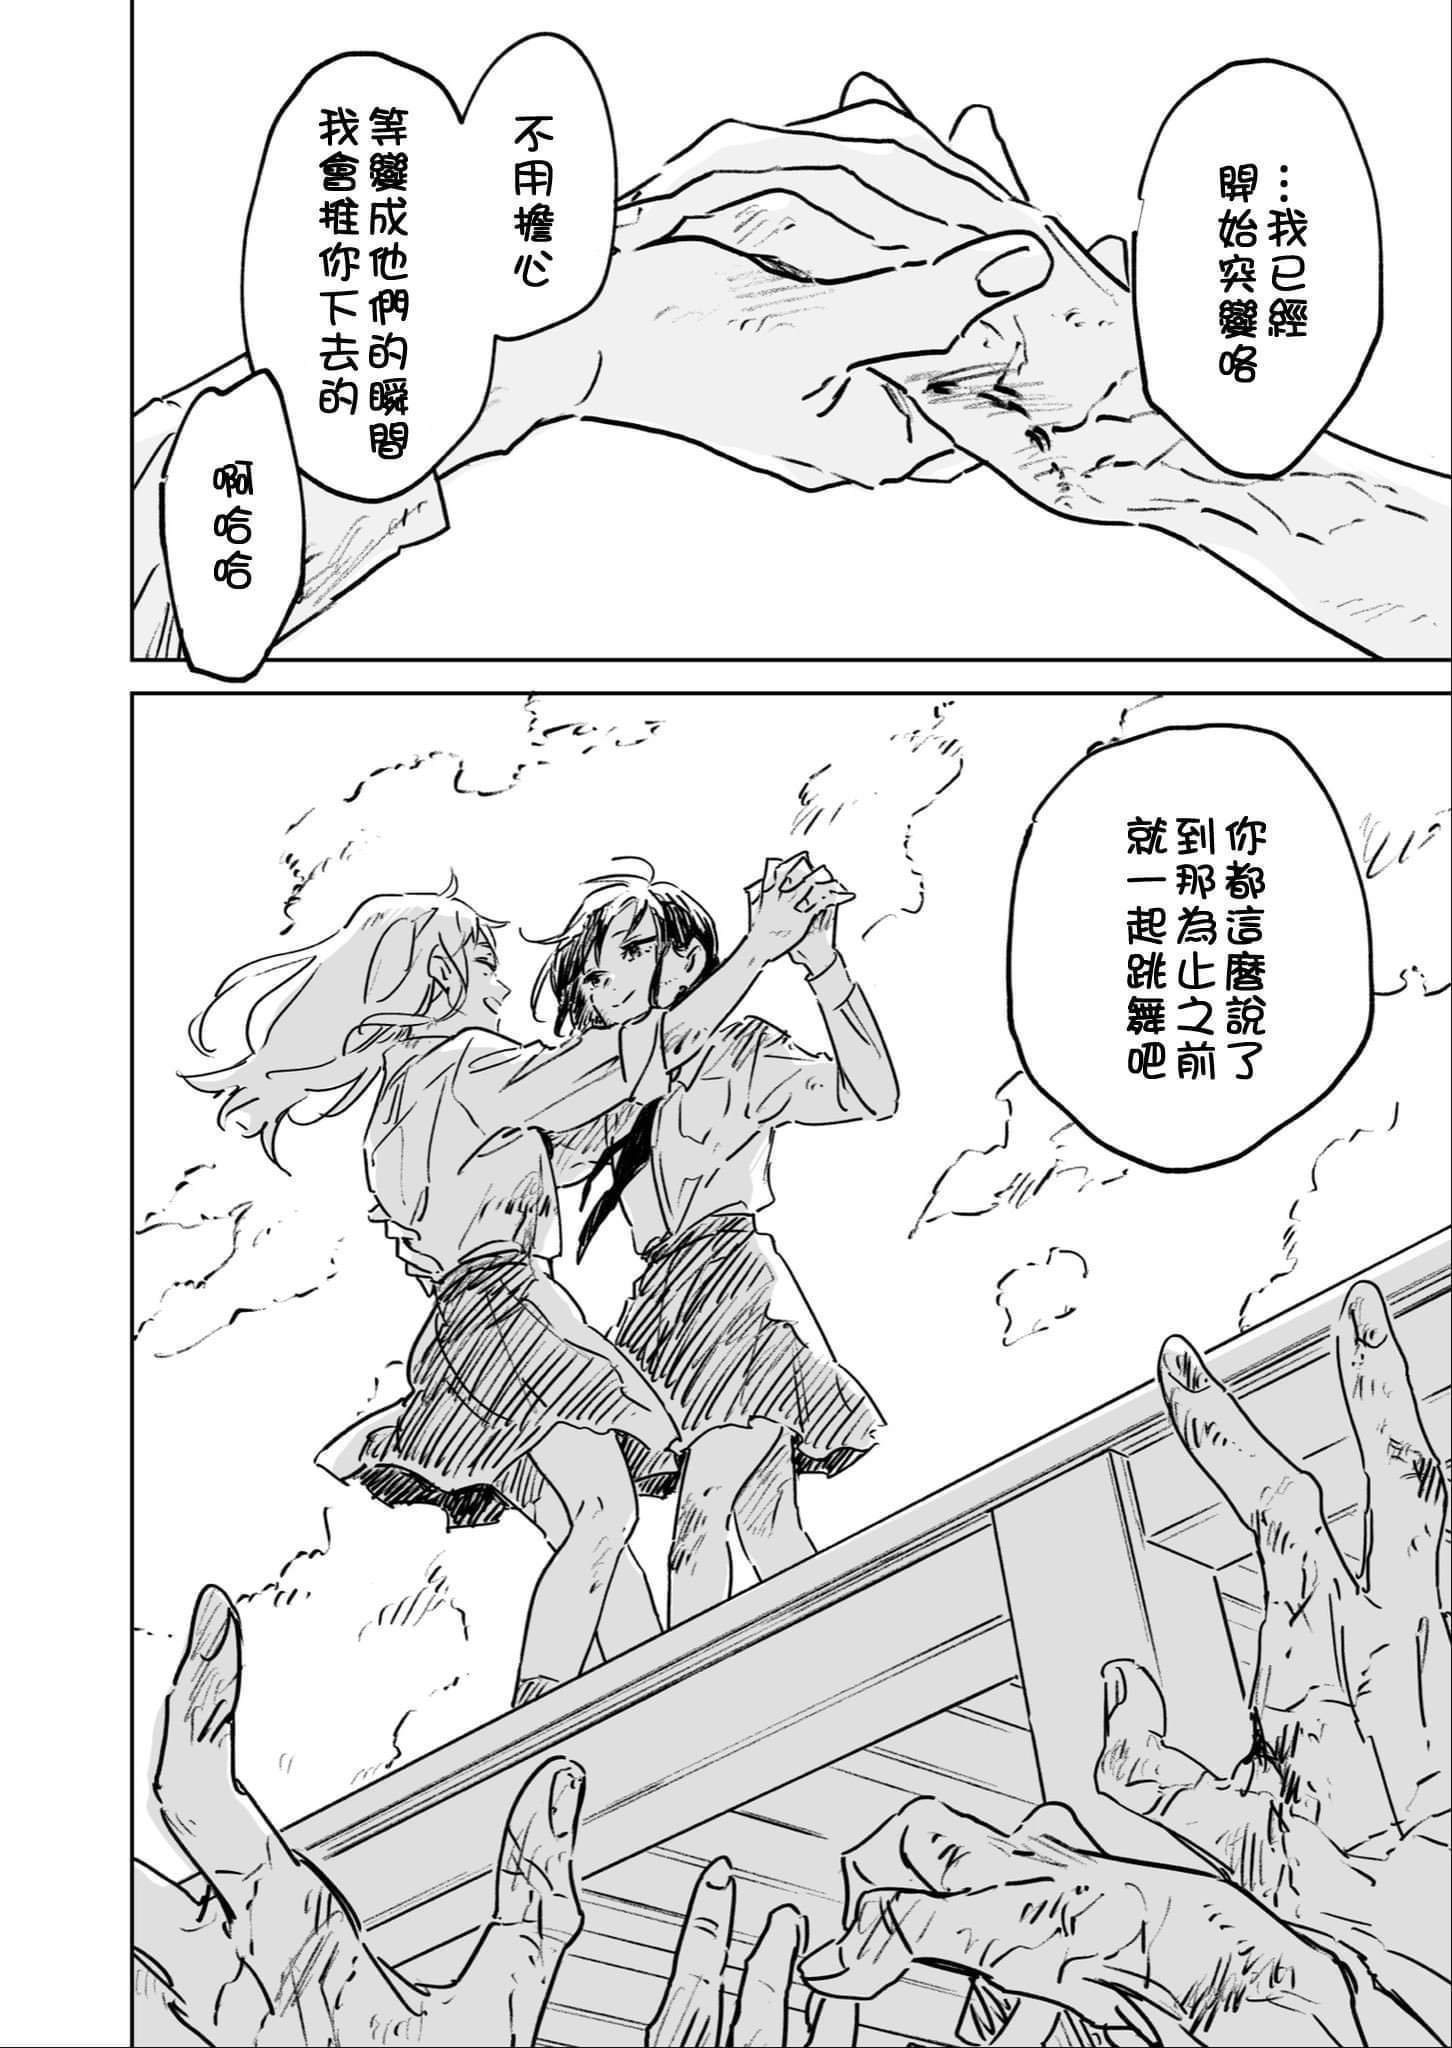 …我已經
開始突變咯
不用擔心
等變成他們的瞬間
我會推你下去的
啊哈哈
你都這麼說了
到那為止之前
就一起跳舞吧